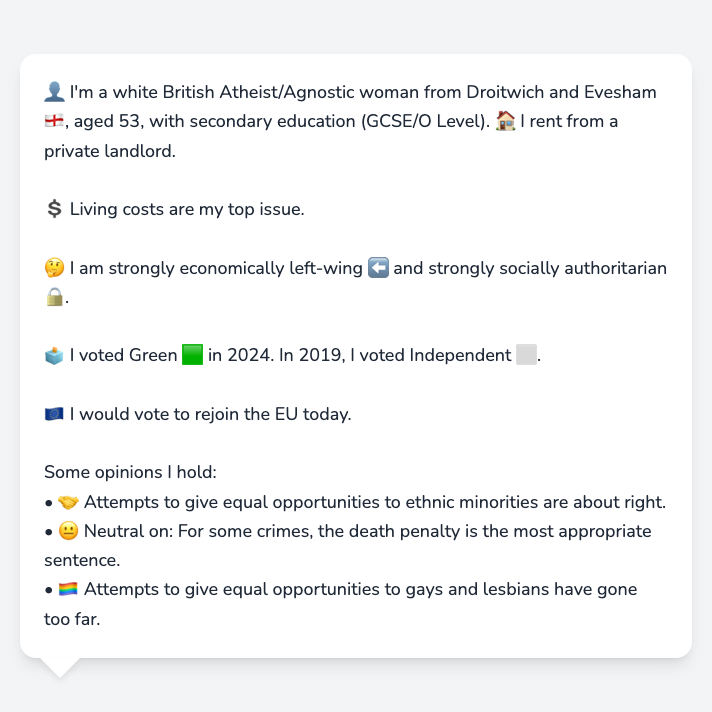 👤 I'm a white British Atheist/Agnostic woman from Droitwich and Evesham
🏴󠁧󠁢󠁥󠁮󠁧󠁿, aged 53, with secondary education (GCSE/O Level). 🏠 I rent from a
private landlord.
💲 Living costs are my top issue.
🤔 I am strongly economically left-wing ⬅️ and strongly socially authoritarian
🔒.
🗳️ I voted Green 🟩 in 2024. In 2019, I voted Independent ⬜.
🇪🇺 I would vote to rejoin the EU today.
Some opinions I hold:
• 🤝 Attempts to give equal opportunities to ethnic minorities are about right.
• 😐 Neutral on: For some crimes, the death penalty is the most appropriate
sentence.
• 🏳️‍🌈 Attempts to give equal opportunities to gays and lesbians have gone
too far.